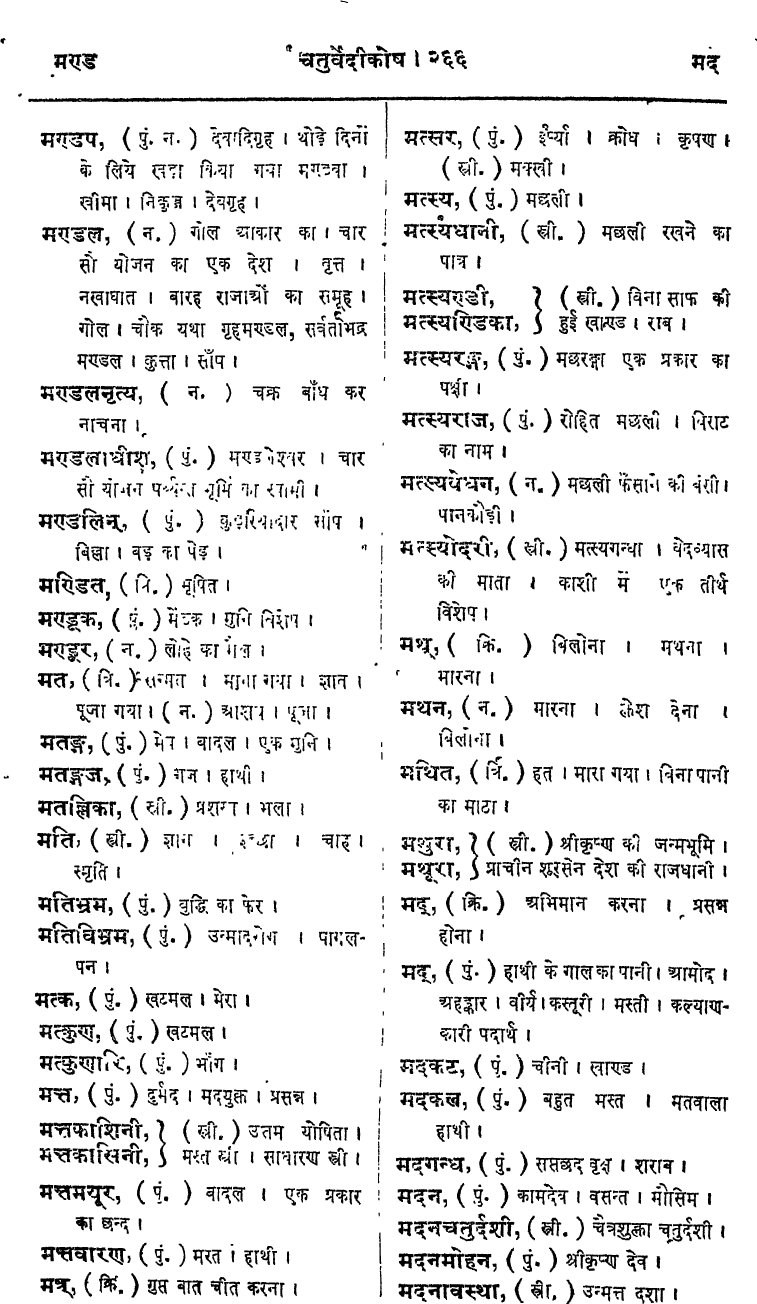 मण्ड चतुर्वेदीकोष । २६६ मद्
मण्डप, ( पुं. न. ) देवादिगृह । थोड़े दिनों
के लिये खड़ा किया गया मण्डवा ।
खीमा । निकुञ्ज । देवगृह ।
मण्डल, ( न. ) गोल आकार का । चार
सौ योजन का एक देश । वृत्त ।
नखाघात । बारह राजाओं का समूह ।
गोल । चौक यथा गृहमण्डल, सर्वतोभद्र
मण्डल । कुत्ता । साँप ।
मण्डलनृत्य, ( न. ) चक्र बाँध कर
नाचना ।
मण्डलाधीश, ( पुं. ) मण्डलेश्वर । चार
सौ योजन पर्य्यन्त भूमि का स्वामी ।
मण्डलिन्, ( पुं. ) कुण्डरियादार साँप ।
बिल्ला । बड़ का पेड़ ।
मण्डित, ( त्रि. ) भूषित ।
मण्डूक, ( पुं. ) मेंढक । मुनि विशेष ।
मण्डूर, ( न. ) लोहे का मैल ।
मत, ( त्रि. ) सम्मत । माना गया । ज्ञात ।
पूजा गया । ( न. ) आशय । पूजा ।
मतङ्ग, ( पुं. ) मेघ । बादल । एक मुनि ।
मतङ्गज, ( पुं. ) गज । हाथी ।
मतल्लिका, ( स्त्री. ) प्रशस्त । भला ।
मति, ( स्त्री. ) ज्ञान । इच्छा । चाह ।
स्मृति ।
मतिभ्रम, ( पुं. ) बुद्धि का फेर ।
मतिविभ्रम, ( पुं. ) उन्मादरोग । पागल-
पन ।
मत्क, ( पुं. ) खटमल । मेरा ।
मत्कुण, ( पुं. ) खटमल ।
मत्कुणारि, ( पुं. ) भाँग ।
मत्त, ( पुं. ) दुर्मद । मदयुक्त । प्रसन्न ।
मत्तकाशिनी, } ( स्त्री. ) उतम योषिता ।
मत्तकासिनी, } मस्त स्त्री । साधारण स्त्री ।
मत्तमयूर, ( पुं. ) बादल । एक प्रकार
का छन्द ।
मत्तवारण, ( पुं. ) मस्त । हाथी ।
मत्र्, ( क्रि. ) गुप्त बात चीत करना ।
मत्सर, ( पुं. ) ईर्ष्या । क्रोध । कृपण ।
( स्त्री. ) मक्खी ।
मत्स्य, ( पुं. ) मछली ।
मत्स्यधानी, ( स्त्री. ) मछली रखने का
पात्र ।
मत्स्यण्डी, } ( स्त्री. ) विना साफ की
मत्स्यण्डिका, } हुई खाण्ड । राब ।
मत्स्यरङ्ग, ( पुं. ) मछरङ्गा एक प्रकार का
पक्षी ।
मत्स्यराज, ( पुं. ) रोहित मछली । विराट
का नाम ।
मत्स्यवेधन, ( न. ) मछली फँसाने की बंसी ।
पानकौड़ी ।
मत्स्योदरी, ( स्त्री. ) मत्स्यगन्धा । वेदव्यास
की माता । काशी में एक तीर्थ
विशेष ।
मथ्, ( क्रि. ) बिलोना । मथना ।
मारना ।
मथन, ( न. ) मारना । क्लेश देना ।
बिलोना ।
मथित, ( र्त्रि. ) हत । मारा गया । विना पानी
का माठा ।
मथुरा, } ( स्त्री. ) श्रीकृष्ण की जन्मभूमि ।
मथूरा, } प्राचीन शूरसेन देश की राजधानी ।
मद्, ( क्रि. ) अभिमान करना । प्रसन्न
होना ।
मद्, ( पुं. ) हाथी के गाल का पानी । आमोद ।
अहङ्कार । वीर्य । कस्तूरी । मस्ती । कल्याण-
कारी पदार्थ ।
मदकट, ( पुं. ) चीनी । खाण्ड ।
मदकल, ( पुं. ) बहुत मस्त । मतवाला
हाथी ।
मदगन्ध, ( पुं. ) सप्तछद वृक्ष । शराब ।
मदन, ( पुं. ) कामदेव । वसन्त । मौसिम ।
मदनचतुर्दशी, ( स्त्री. ) चैत्रशुक्ला चतुर्दशी ।
मदनमोहन, ( पुं. ) श्रीकृष्ण देव ।
मदनावस्था, ( स्त्री. ) उन्मत्त दशा ।